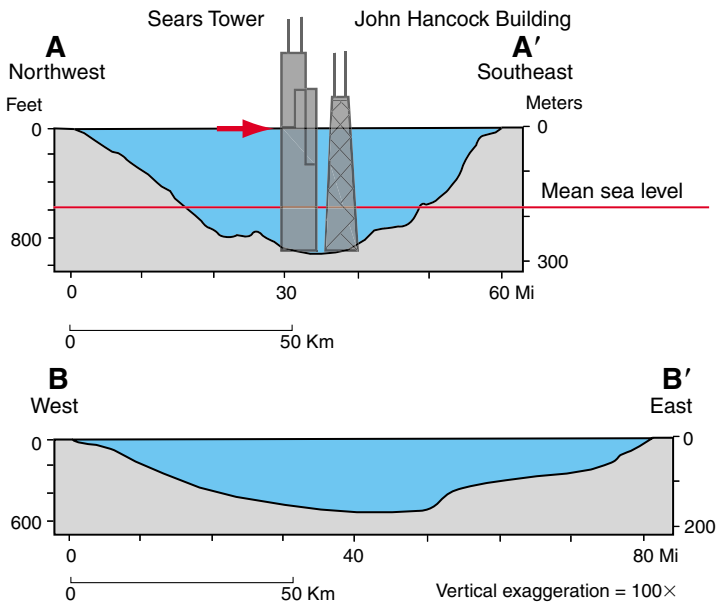 Sears Tower John Hancock Building
A A′
Northwest Southeast
Feet Meters
0 0
Mean sea level
800
300
0 30 60 Mi
0 50 Km
B B′
West East
0 0
600
200
0 40 80 Mi
0 50 Km Vertical exaggeration = 100×